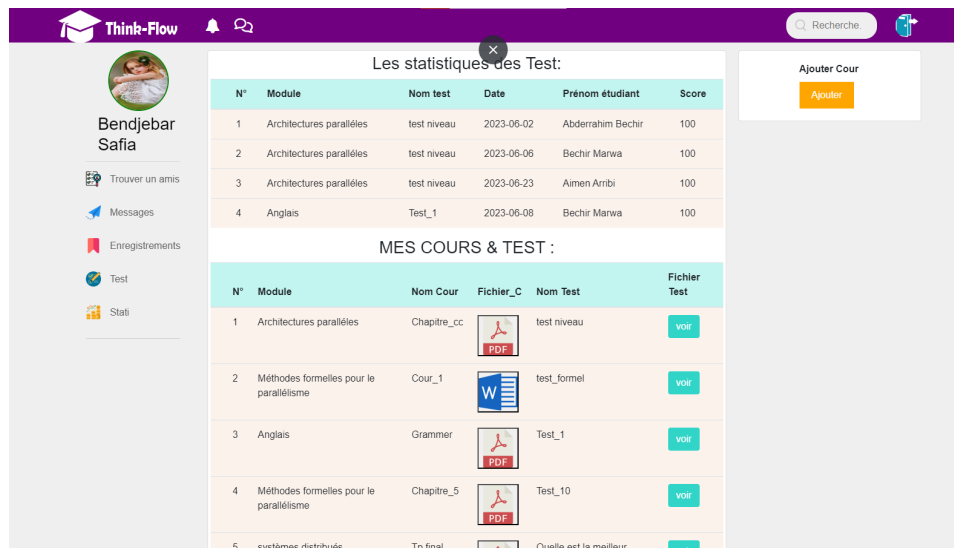 Think-Flow
Recherche.
Bendjebar
Safia
Trouver un amis
Messages
Enregistrements
Test
Stati
Les statistiques des Test:
N° Module Nom test Date Prénom étudiant Score
1 Architectures paralléles test niveau 2023-06-02 Abderrahim Bechir 100
2 Architectures paralléles test niveau 2023-06-06 Bechir Marwa 100
3 Architectures paralléles test niveau 2023-06-23 Aimen Arribi 100
4 Anglais Test_1 2023-06-08 Bechir Marwa 100
MES COURS & TEST :
N° Module Nom Cour Fichier_C Nom Test Fichier
Test
1 Architectures paralléles Chapitre_cc PDF test niveau voir
2 Méthodes formelles pour le
parallélisme Cour_1 W test_formel voir
3 Anglais Grammer PDF Test_1 voir
4 Méthodes formelles pour le
parallélisme Chapitre_5 PDF Test_10 voir
5 systèmes distribués Tp final Quelle est la meilleur
Ajouter Cour
Ajouter